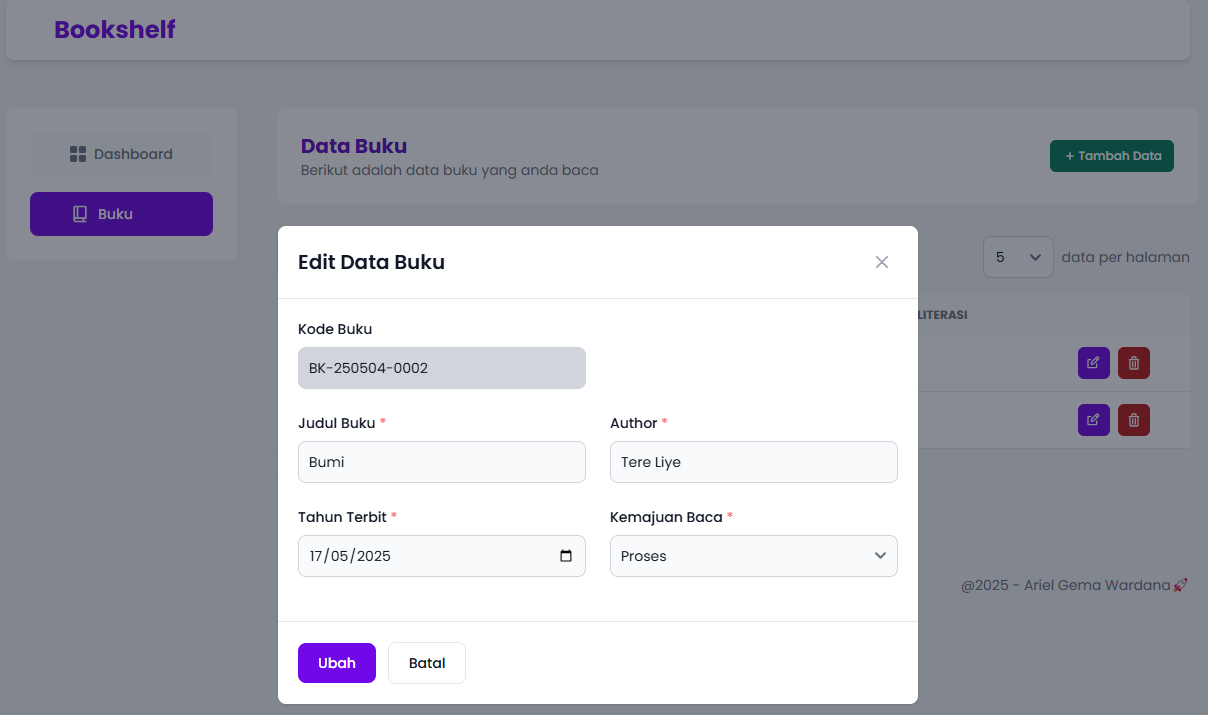 Bookshelf
Dashboard
Buku
Data Buku
Berikut adalah data buku yang anda baca
+ Tambah Data
5 data per halaman
LITERASI
Edit Data Buku
Kode Buku
BK-250504-0002
Judul Buku * Author *
Bumi Tere Liye
Tahun Terbit * Kemajuan Baca *
17/05/2025 Proses
Ubah Batal
@2025 - Ariel Gema Wardana🚀